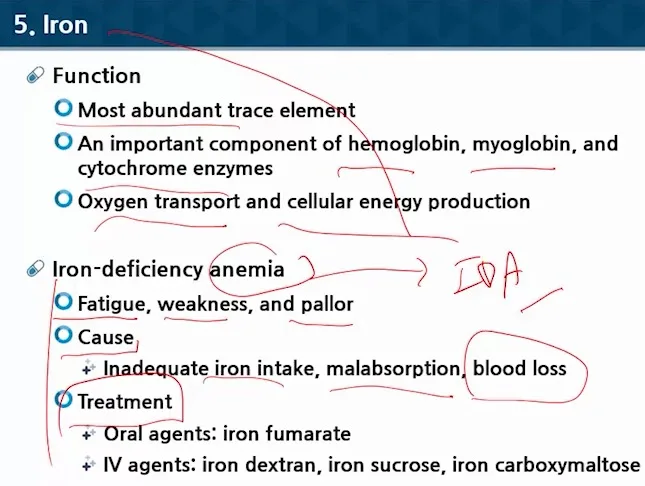 5. Iron
Function
Most abundant trace element
An important component of hemoglobin, myoglobin, and
cytochrome enzymes
Oxygen transport and cellular energy production
Iron-deficiency anemia
IDA
Fatigue, weakness, and pallor
Cause
Inadequate iron intake, malabsorption, blood loss
Treatment
Oral agents: iron fumarate
IV agents: iron dextran, iron sucrose, iron carboxymaltose